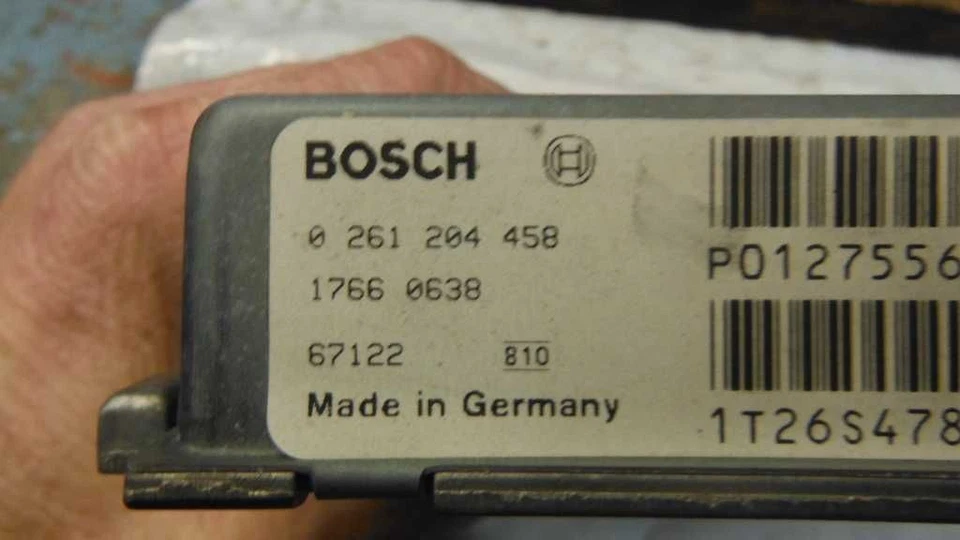 BOSCH
0 261 204 458
1766 0638
67122 810
Made in Germany
P0127556
1T26S478